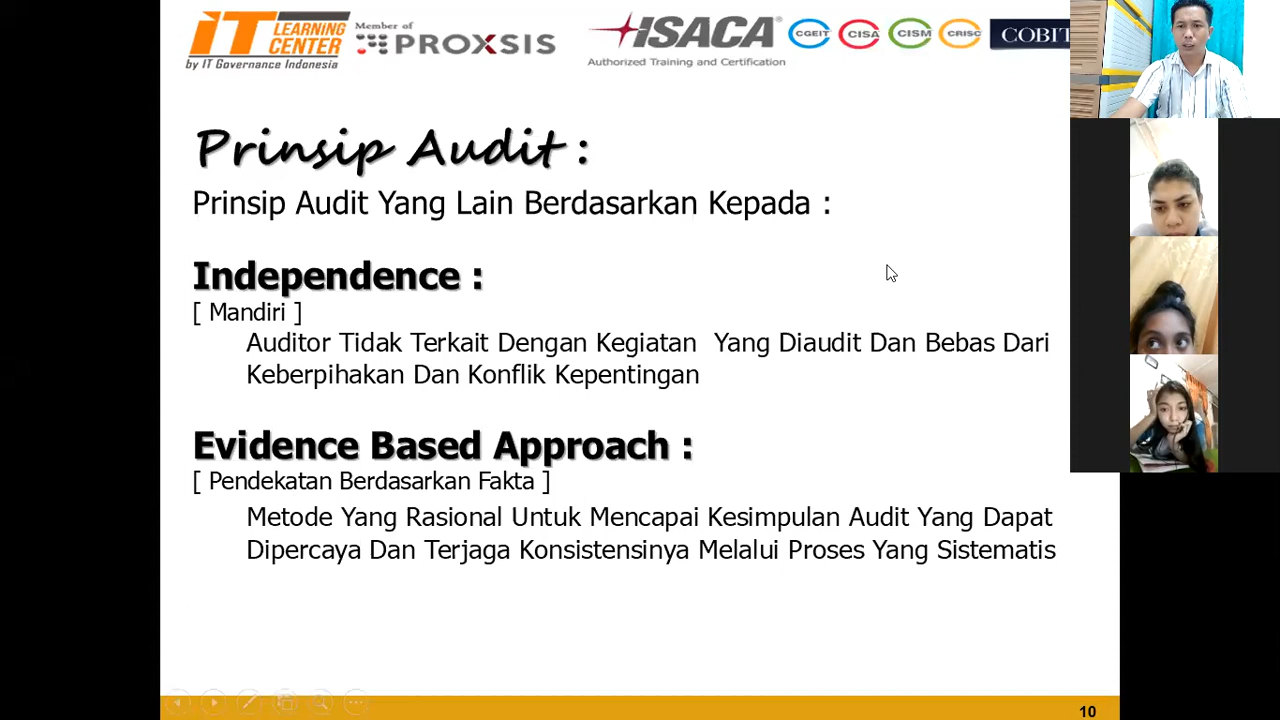 iT LEARNING CENTER
by IT Governance Indonesia
Member of
PROXSIS
ISACA®
Authorized Training and Certification
CGEIT CISA CISM CRISC COBIT
Prinsip Audit :
Prinsip Audit Yang Lain Berdasarkan Kepada :
Independence :
[ Mandiri ]
Auditor Tidak Terkait Dengan Kegiatan Yang Diaudit Dan Bebas Dari
Keberpihakan Dan Konflik Kepentingan
Evidence Based Approach :
[ Pendekatan Berdasarkan Fakta ]
Metode Yang Rasional Untuk Mencapai Kesimpulan Audit Yang Dapat
Dipercaya Dan Terjaga Konsistensinya Melalui Proses Yang Sistematis
10